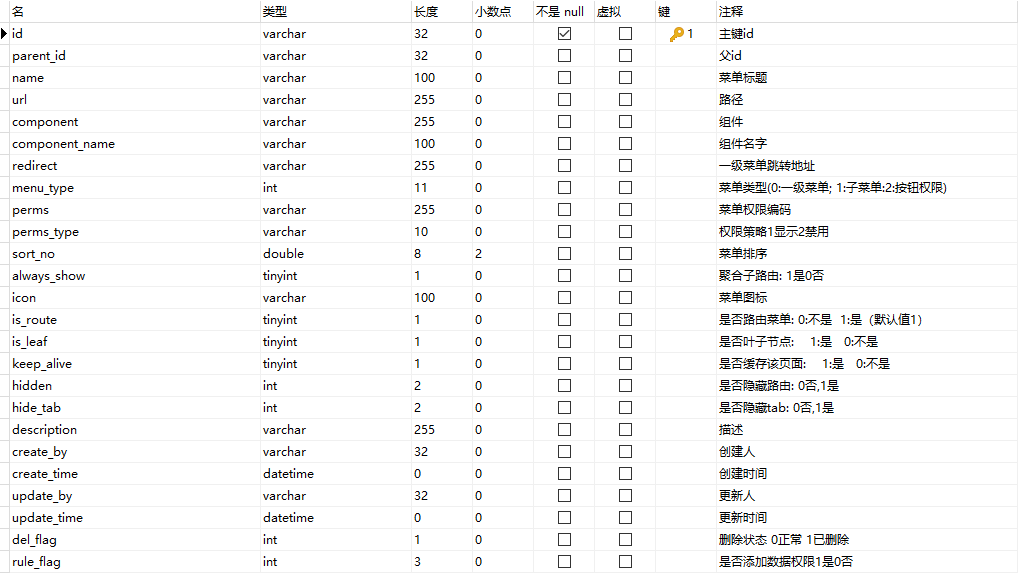 名 类型 长度 小数点 不是 null 虚拟 键 注释
id varchar 32 0 1 主键id
parent_id varchar 32 0 父id
name varchar 100 0 菜单标题
url varchar 255 0 路径
component varchar 255 0 组件
component_name varchar 100 0 组件名字
redirect varchar 255 0 一级菜单跳转地址
menu_type int 11 0 菜单类型(0:一级菜单; 1:子菜单:2:按钮权限)
perms varchar 255 0 菜单权限编码
perms_type varchar 10 0 权限策略1显示2禁用
sort_no double 8 2 菜单排序
always_show tinyint 1 0 聚合子路由: 1是0否
icon varchar 100 0 菜单图标
is_route tinyint 1 0 是否路由菜单: 0:不是 1:是（默认值1）
is_leaf tinyint 1 0 是否叶子节点: 1:是 0:不是
keep_alive tinyint 1 0 是否缓存该页面: 1:是 0:不是
hidden int 2 0 是否隐藏路由: 0否,1是
hide_tab int 2 0 是否隐藏tab: 0否,1是
description varchar 255 0 描述
create_by varchar 32 0 创建人
create_time datetime 0 0 创建时间
update_by varchar 32 0 更新人
update_time datetime 0 0 更新时间
del_flag int 1 0 删除状态 0正常 1已删除
rule_flag int 3 0 是否添加数据权限1是0否